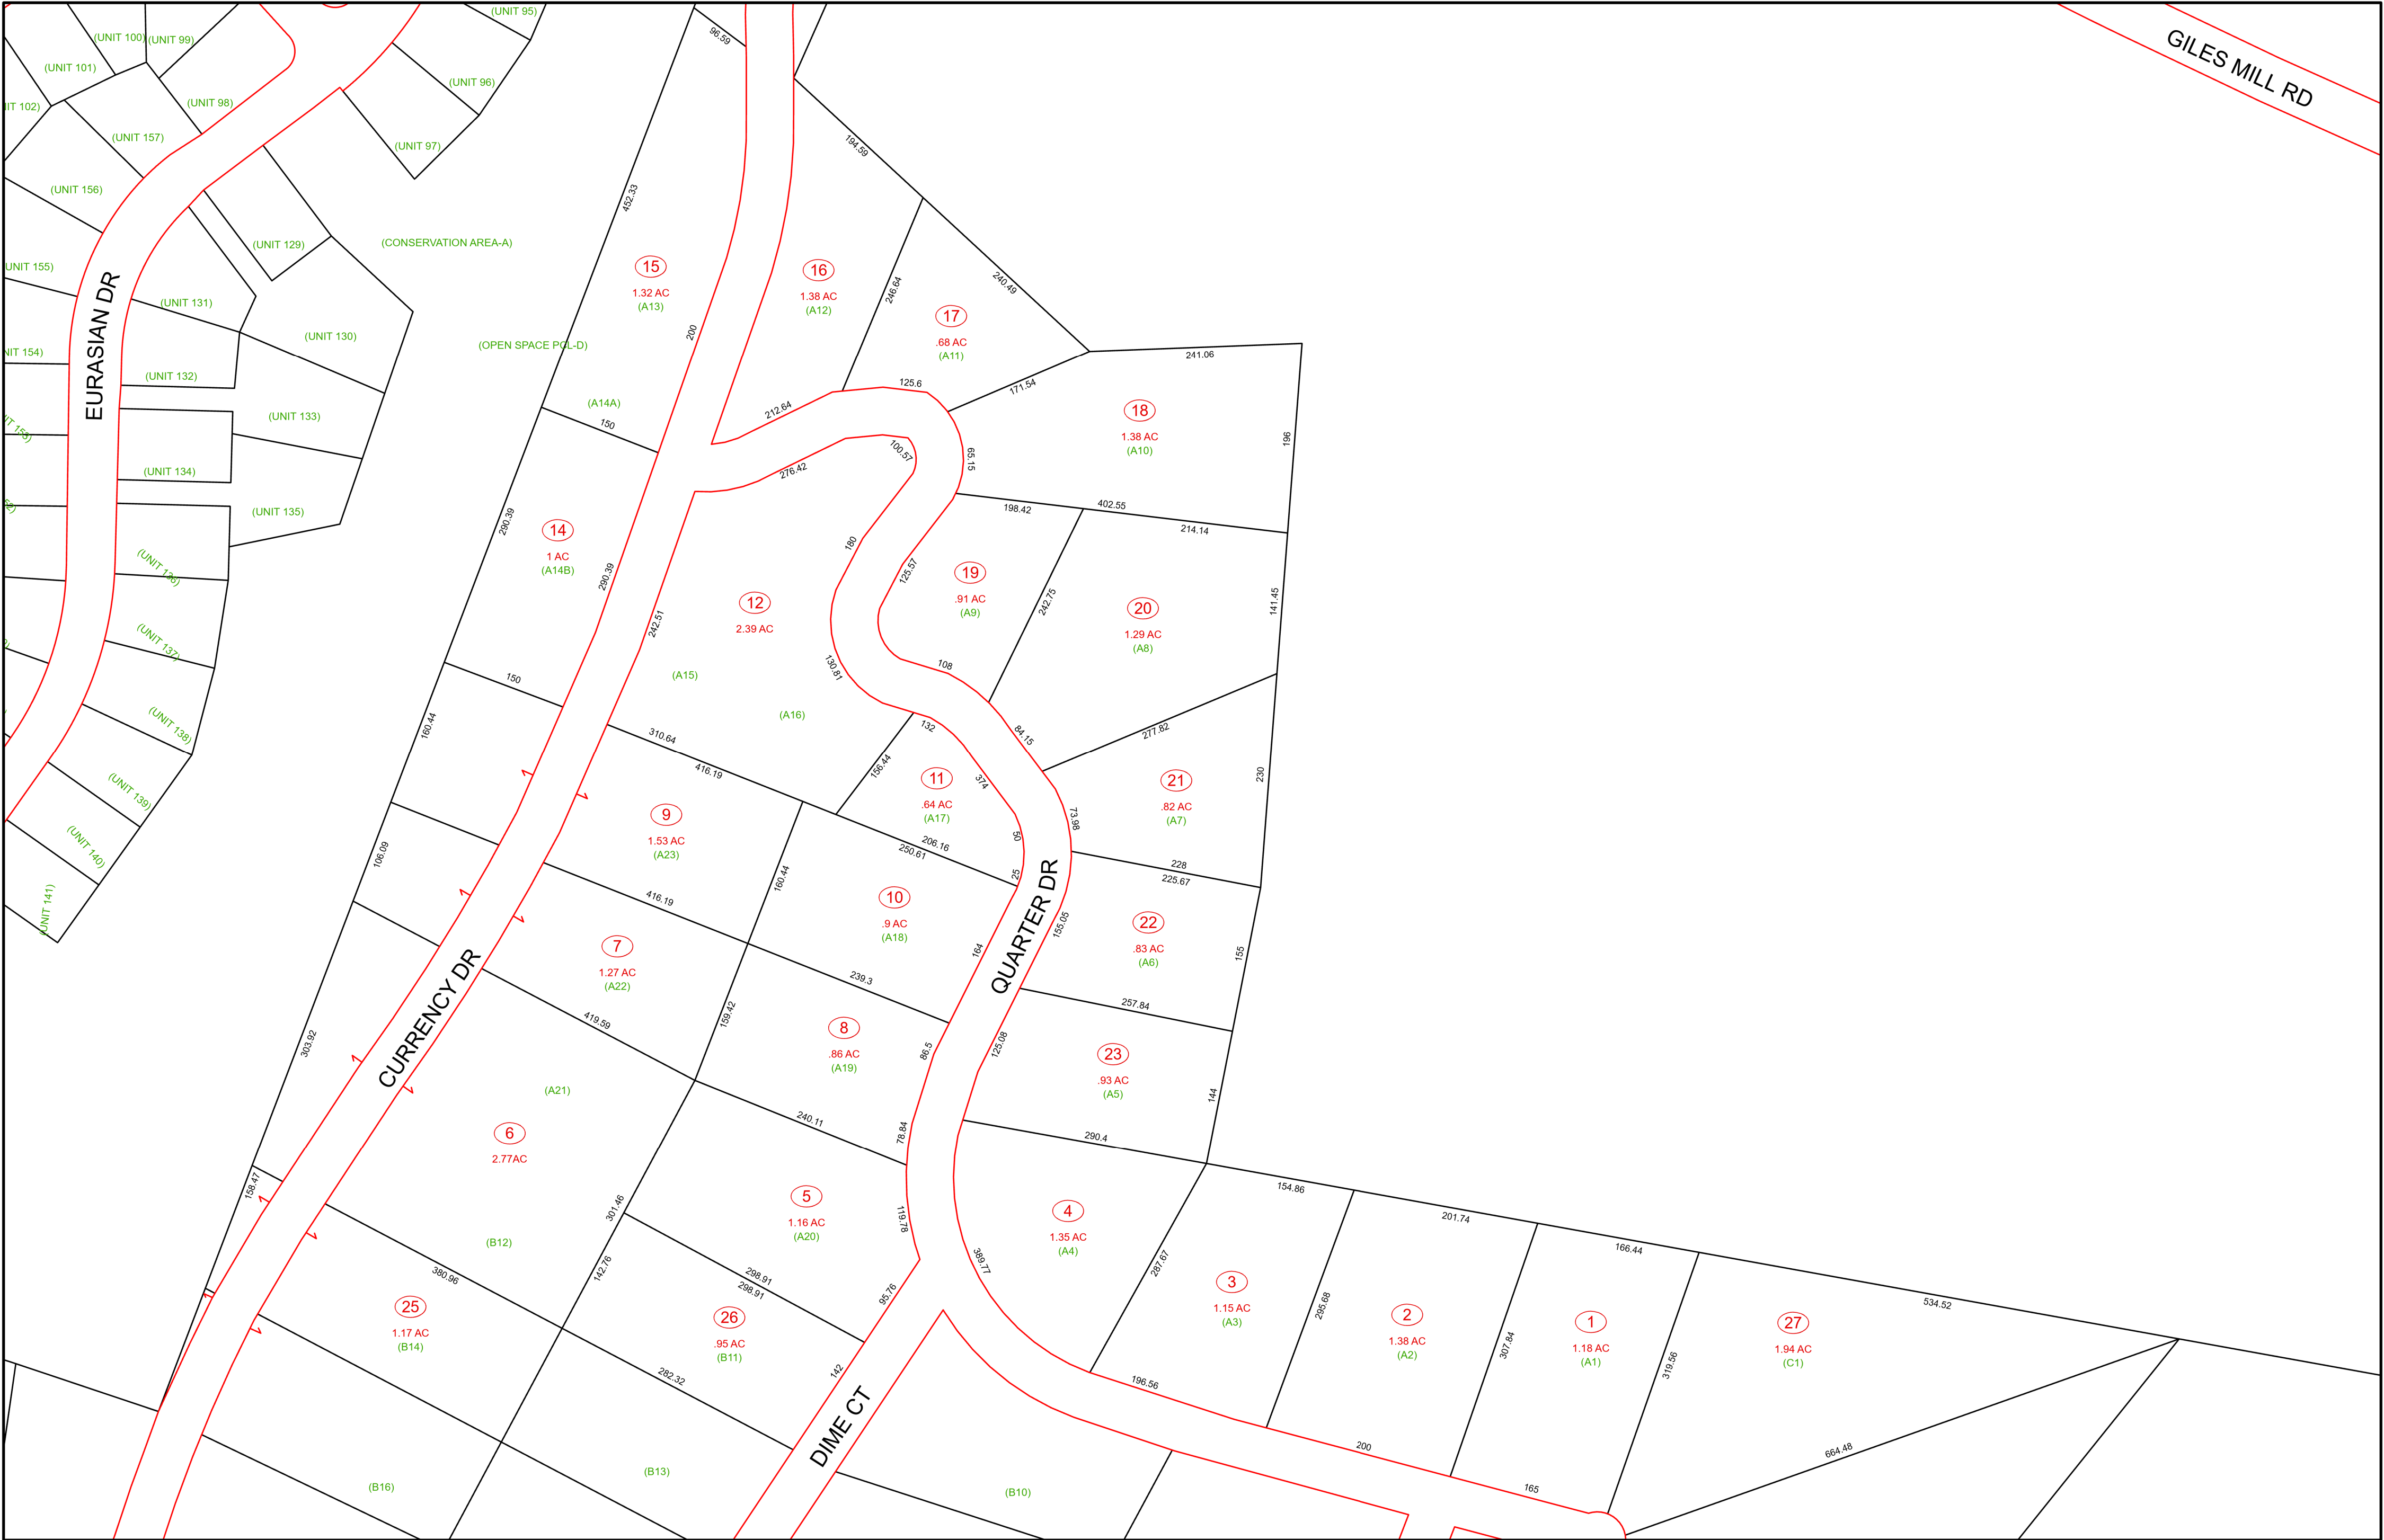 (UNIT 95)
(UNIT 100)
(UNIT 99)
(UNIT 101)
(UNIT 96)
(UNIT 98)
(UNIT 157)
(UNIT 97)
(UNIT 156)
96.59
GILES MILL RD
194.59
452.33
(UNIT 129)
(CONSERVATION AREA-A)
UNIT 155)
EURASIAN DR
(UNIT 131)
(UNIT 130)
15
1.32 AC
(A13)
16
1.38 AC
(A12)
246.64
240.49
17
.68 AC
(A11)
200
(OPEN SPACE PCL-D)
NIT 154)
241.06
(UNIT 132)
125.6
171.54
(A14A)
150
212.64
18
1.38 AC
(A10)
196
(UNIT 133)
100.57
65.15
276.42
(UNIT 134)
(UNIT 135)
198.42
402.55
214.14
290.39
14
1 AC
(A14B)
290.39
180
125.57
19
.91 AC
(A9)
242.75
20
1.29 AC
(A8)
141.45
(UNIT 136)
12
2.39 AC
242.51
(UNIT 137)
130.81
108
150
(A15)
(A16)
160.44
(UNIT 138)
310.64
416.19
132
84.15
277.82
156.44
374
11
.64 AC
(A17)
21
.82 AC
(A7)
230
(UNIT 139)
9
1.53 AC
(A23)
73.98
50
206.16
250.61
25
(UNIT 140)
106.09
160.44
228
225.67
416.19
10
.9 AC
(A18)
QUARTER DR
(UNIT 141)
155.05
22
.83 AC
(A6)
155
7
1.27 AC
(A22)
164
239.3
257.84
CURRENCY DR
419.59
159.42
303.92
8
.86 AC
(A19)
86.5
125.08
23
.93 AC
(A5)
144
(A21)
240.11
78.84
6
2.77AC
290.4
158.47
154.86
301.46
5
1.16 AC
(A20)
119.78
4
1.35 AC
(A4)
201.74
(B12)
166.44
389.77
287.67
142.76
380.96
298.91
298.91
95.76
3
1.15 AC
(A3)
295.68
2
1.38 AC
(A2)
307.84
1
1.18 AC
(A1)
319.56
27
1.94 AC
(C1)
534.52
25
1.17 AC
(B14)
26
.95 AC
(B11)
282.32
142
196.56
DIME CT
200
664.48
(B16)
(B13)
(B10)
165